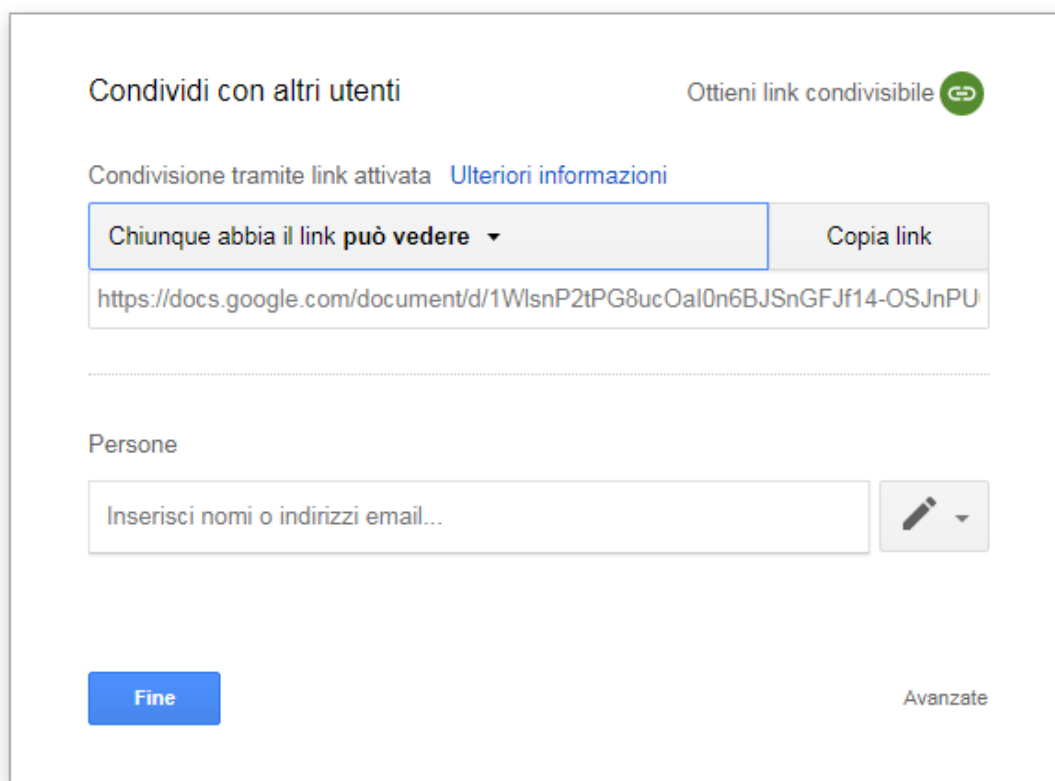 Condividi con altri utenti
Ottieni link condivisibile
Condivisione tramite link attivata Ulteriori informazioni
Chiunque abbia il link può vedere
Copia link
https://docs.google.com/document/d/1WlsnP2tPG8ucOaI0n6BJSnGFJf14-OSJnPU
Persone
Inserisci nomi o indirizzi email...
Fine
Avanzate